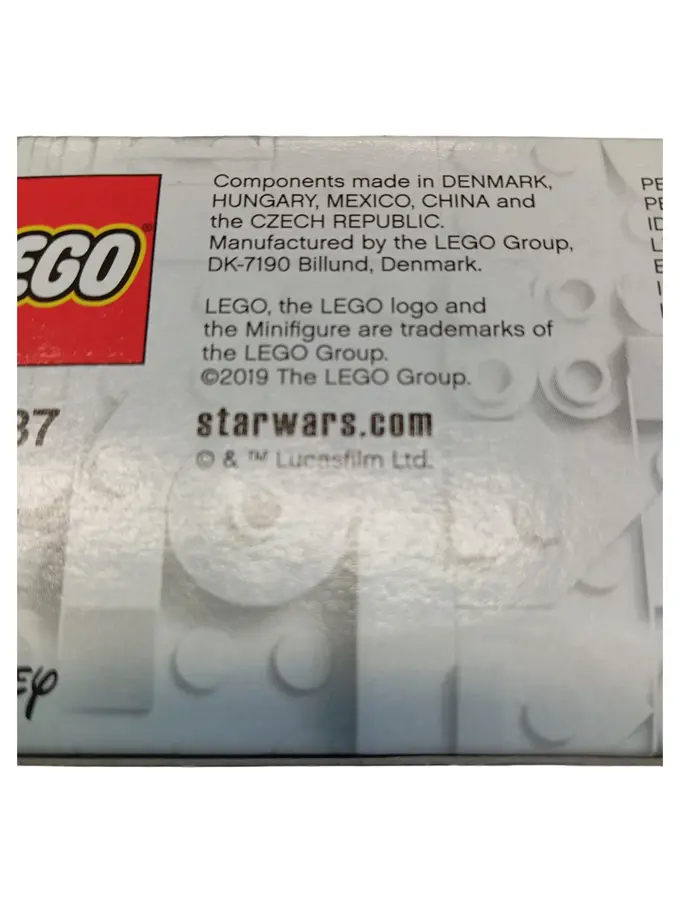 EGO®
Components made in DENMARK,
HUNGARY, MEXICO, CHINA and
the CZECH REPUBLIC.
Manufactured by the LEGO Group,
DK-7190 Billund, Denmark.
LEGO, the LEGO logo and
the Minifigure are trademarks of
the LEGO Group.
©2019 The LEGO Group.
37
starwars.com
© & ™ Lucasfilm Ltd.